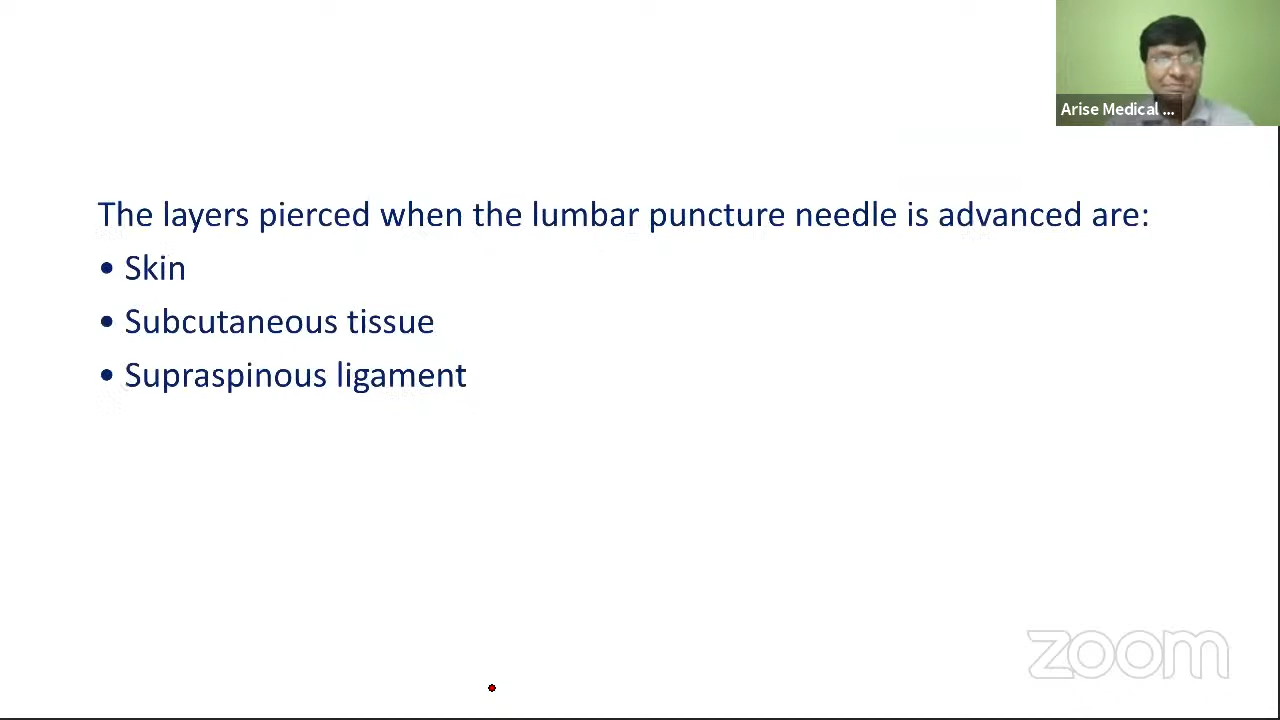 Arise Medical ...
The layers pierced when the lumbar puncture needle is advanced are:
• Skin
• Subcutaneous tissue
• Supraspinous ligament
zoom